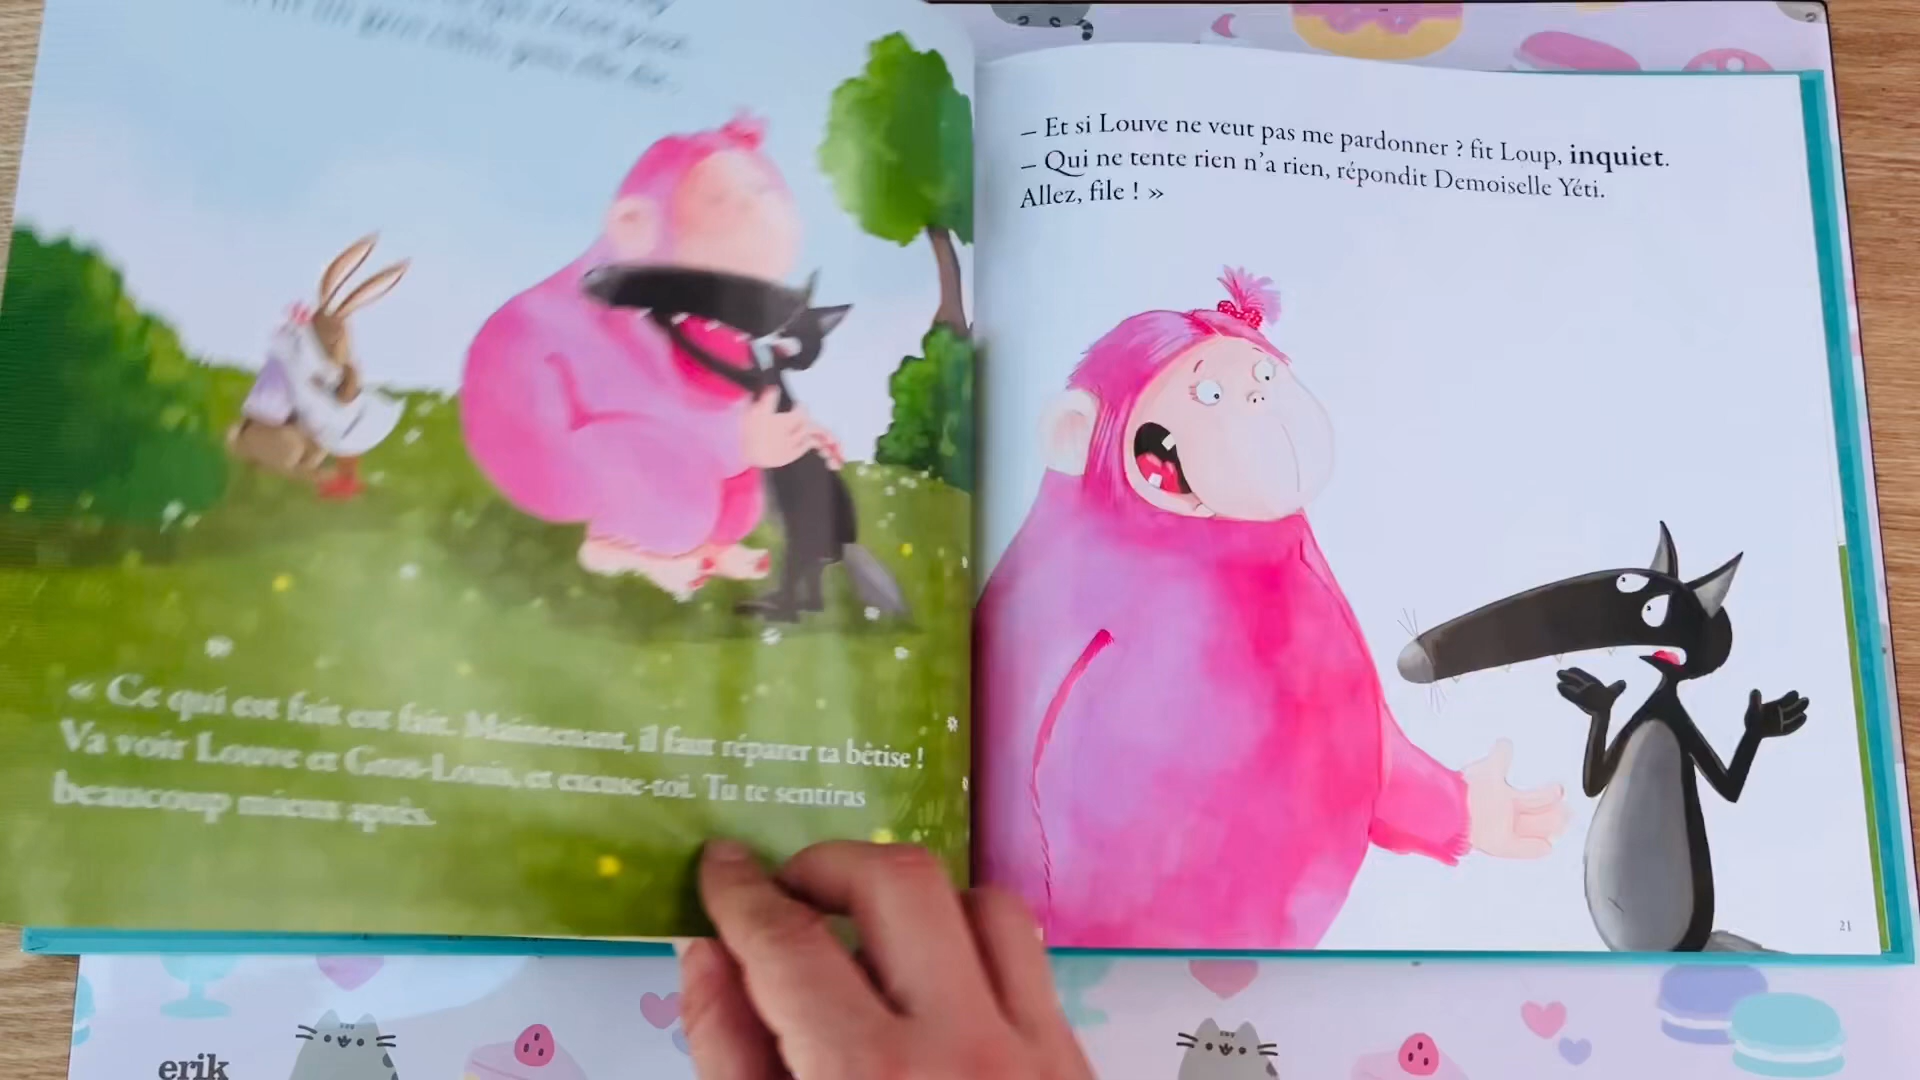 « Ce qui est fait est fait. Maintenant, il faut réparer ta bêtise !
Va voir Louve et Gros-Louis, et excuse-toi. Tu te sentiras
beaucoup mieux après.
– Et si Louve ne veut pas me pardonner ? fit Loup, inquiet.
– Qui ne tente rien n'a rien, répondit Demoiselle Yéti.
Allez, file ! »
21
erik